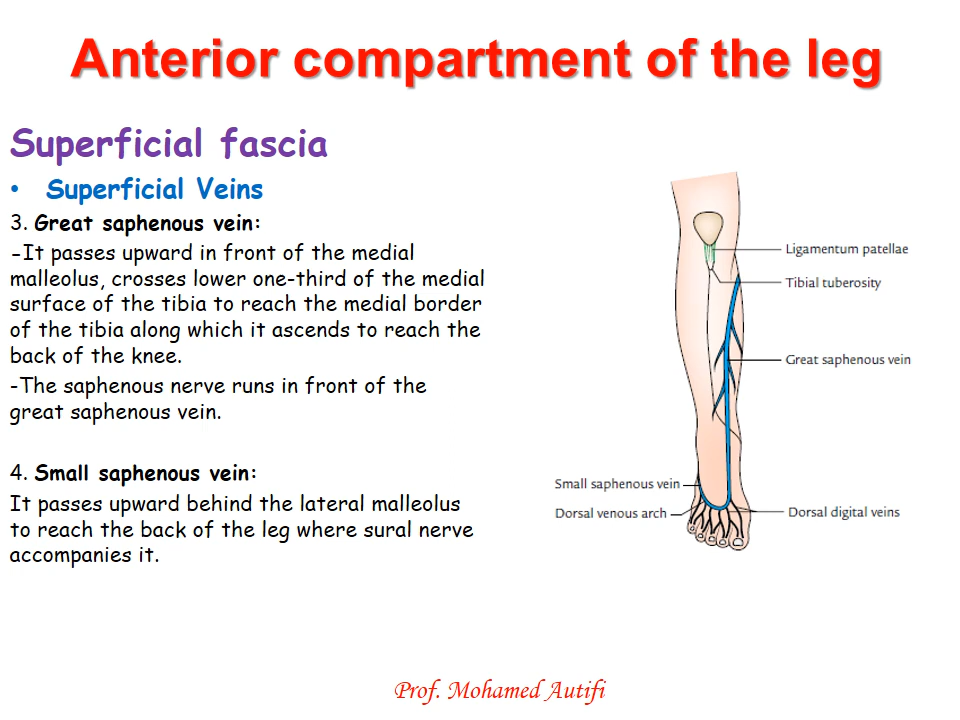 Anterior compartment of the leg
Superficial fascia
• Superficial Veins
3. Great saphenous vein:
-It passes upward in front of the medial
malleolus, crosses lower one-third of the medial
surface of the tibia to reach the medial border
of the tibia along which it ascends to reach the
back of the knee.
-The saphenous nerve runs in front of the
great saphenous vein.
4. Small saphenous vein:
It passes upward behind the lateral malleolus
to reach the back of the leg where sural nerve
accompanies it.
Ligamentum patellae
Tibial tuberosity
Great saphenous vein
Small saphenous vein
Dorsal venous arch
Dorsal digital veins
Prof. Mohamed Autifi